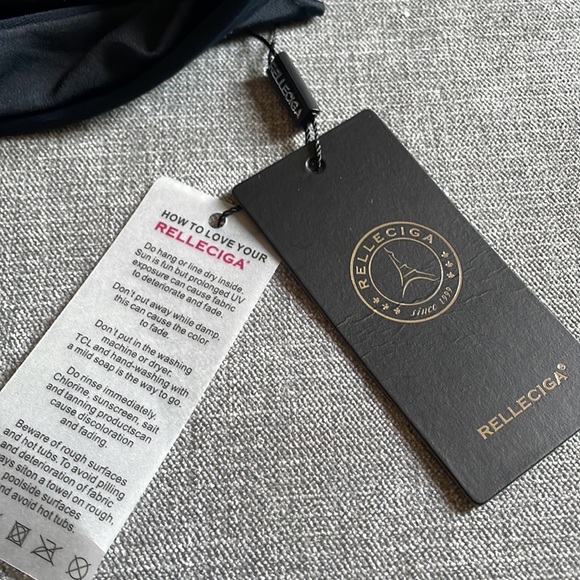 RELLECIGA
HOW TO LOVE YOUR
RELLECIGA®
Do hang or line dry inside.
Sun is fun but prolonged UV
exposure can cause fabric
to deteriorate and fade.
Don't put away while damp,
this can cause the color
to fade.
Don't put in the washing
machine or dryer.
TCL and hand-washing with
a mild soap is the way to go.
Do rinse immediately.
Chlorine, sunscreen, salt
and tanning productscan
cause discoloration
and fading.
Beware of rough surfaces
and hot tubs. To avoid pilling
and deterioration of fabric
ays siton a towel on rough,
poolside surfaces
and avoid hot tubs.
RELLECIGA
since 1999
RELLECIGA®